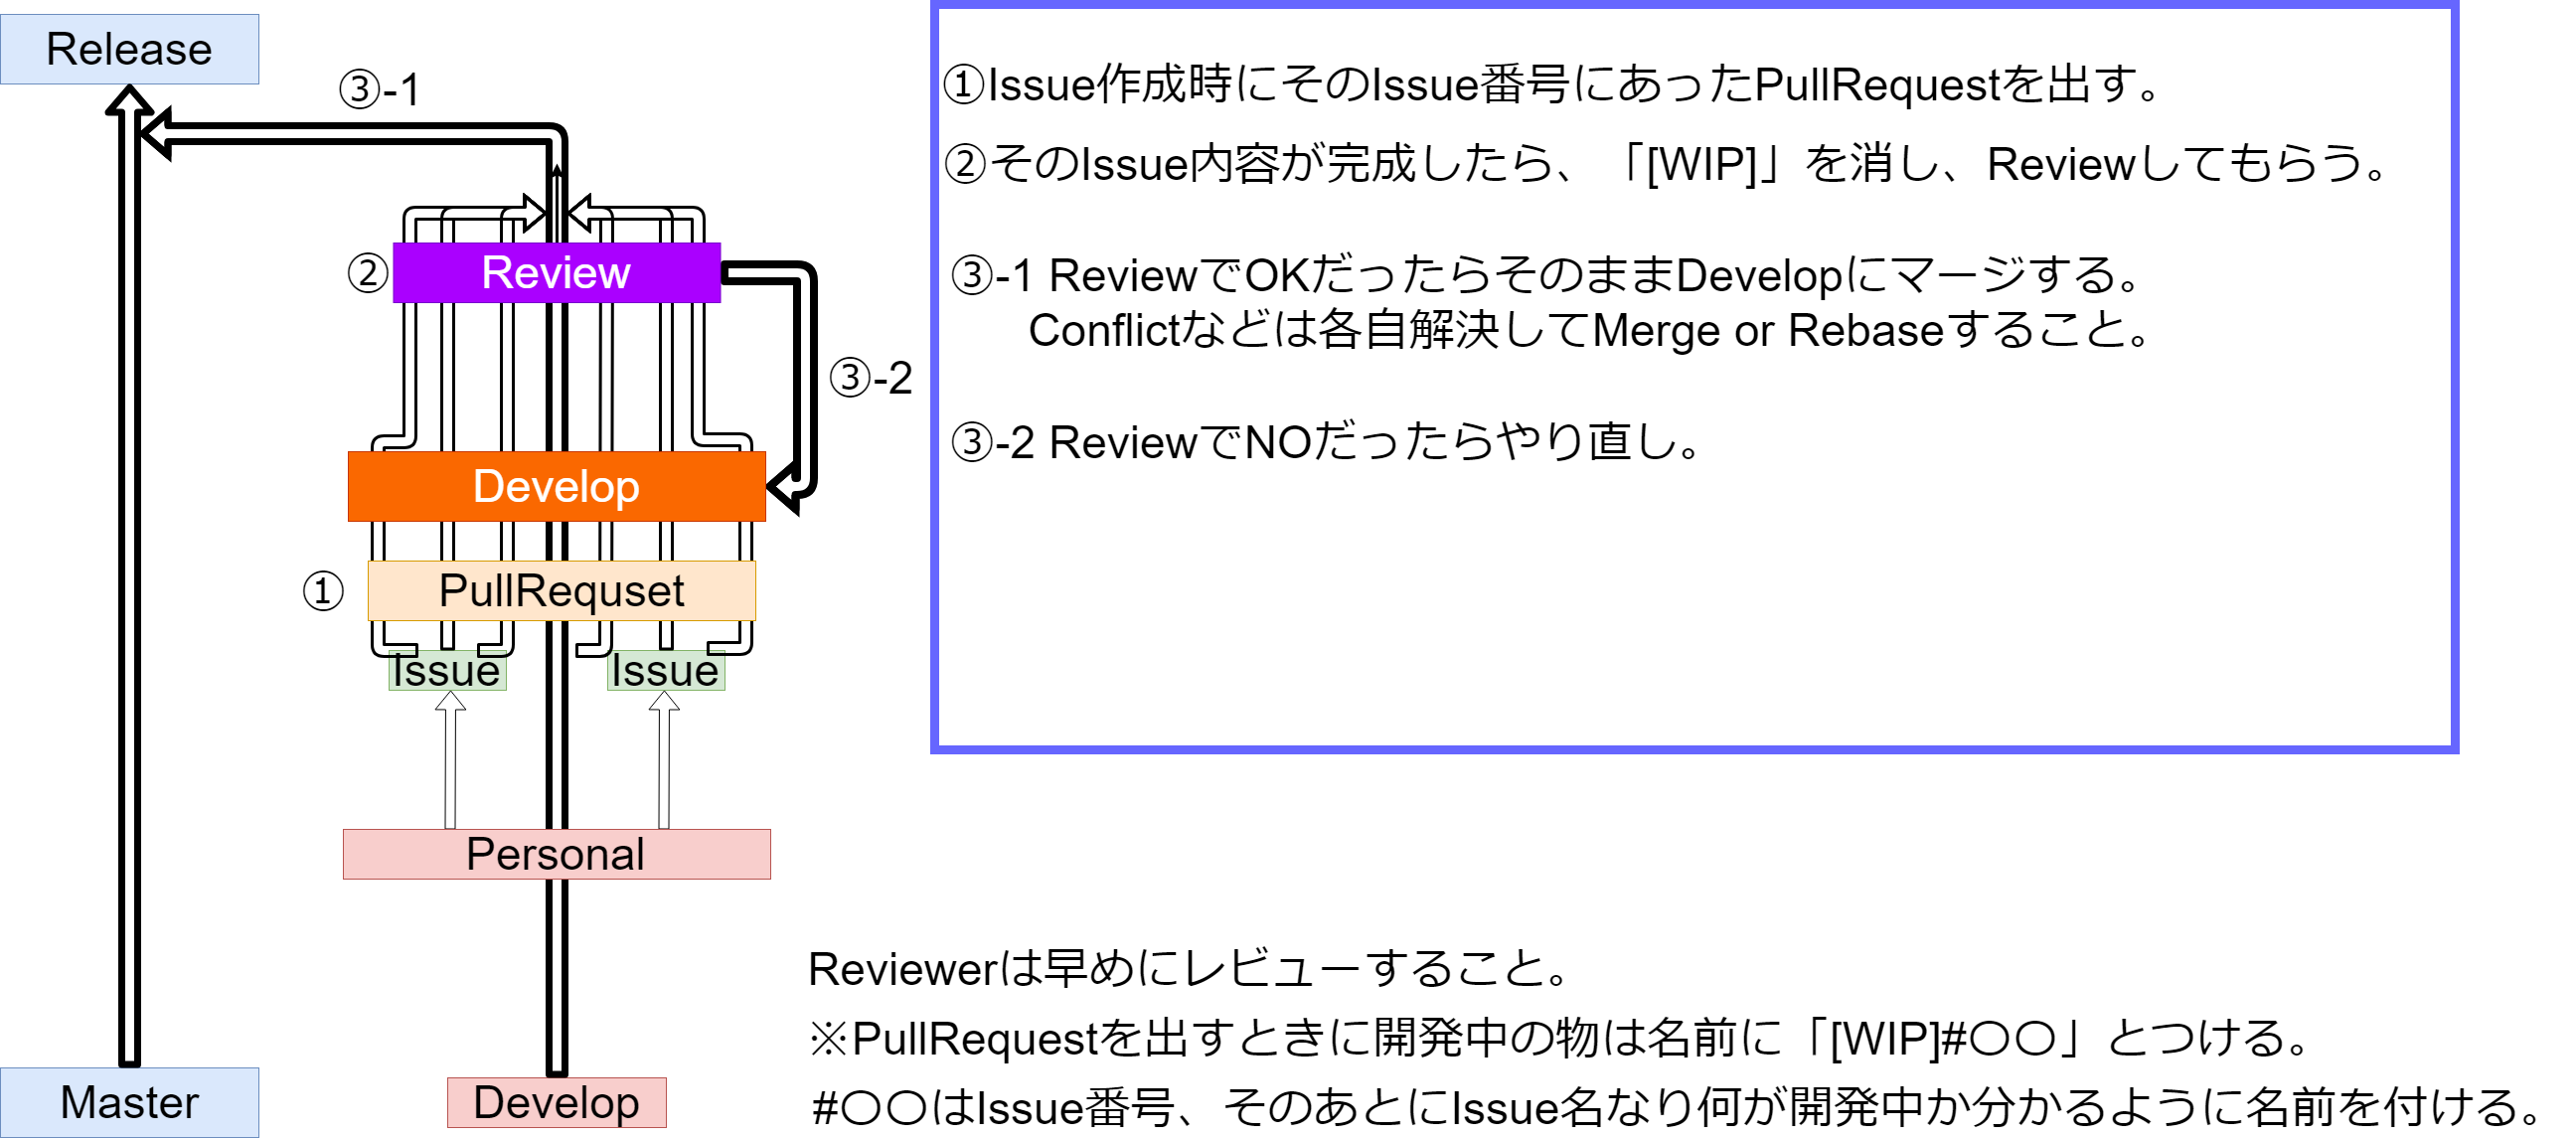 Release
③-1
②
Review
③-2
Develop
①
PullRequset
Issue
Issue
Personal
Master
Develop
①Issue作成時にそのIssue番号にあったPullRequestを出す。
②そのIssue内容が完成したら、「[WIP]」を消し、Reviewしてもらう。
③-1 ReviewでOKだったらそのままDevelopにマージする。
Conflictなどは各自解決してMerge or Rebaseすること。
③-2 ReviewでNOだったらやり直し。
Reviewerは早めにレビューすること。
※PullRequestを出すときに開発中の物は名前に「[WIP]#〇〇」とつける。
#〇〇はIssue番号、そのあとにIssue名なり何が開発中か分かるように名前を付ける。